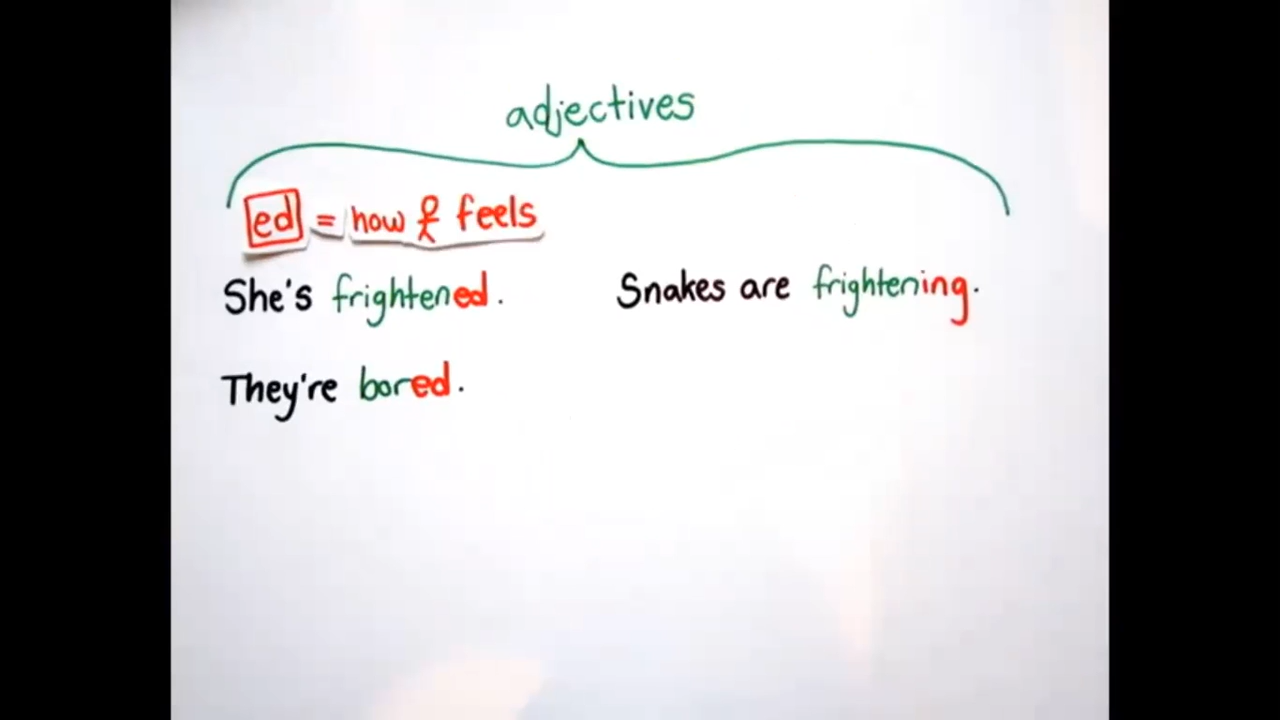 adjectives
ed = how feels
She's frightened. Snakes are frightening.
They're bored.